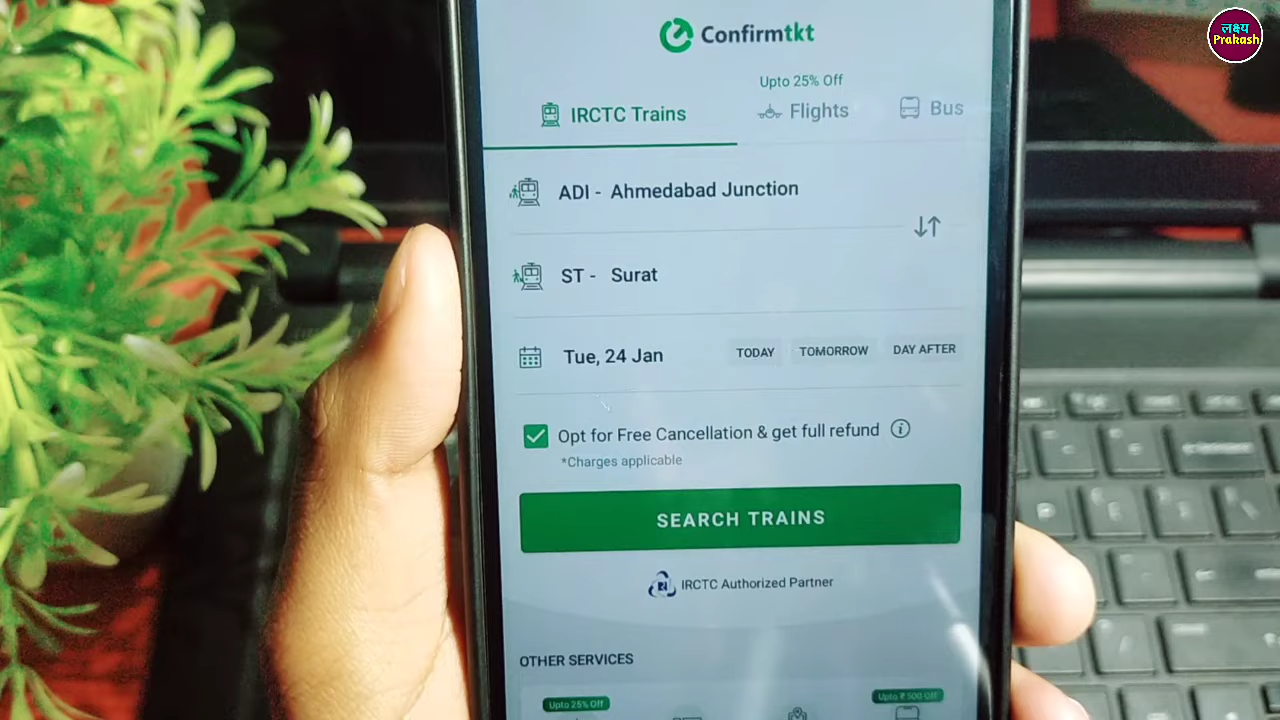 लक्ष्य
Prakash
Confirmtkt
Upto 25% Off
IRCTC Trains
Flights
Bus
ADI - Ahmedabad Junction
ST - Surat
Tue, 24 Jan
TODAY
TOMORROW
DAY AFTER
Opt for Free Cancellation & get full refund
*Charges applicable
SEARCH TRAINS
IRCTC Authorized Partner
OTHER SERVICES
Upto 25% Off
Upto ₹ 500 Off